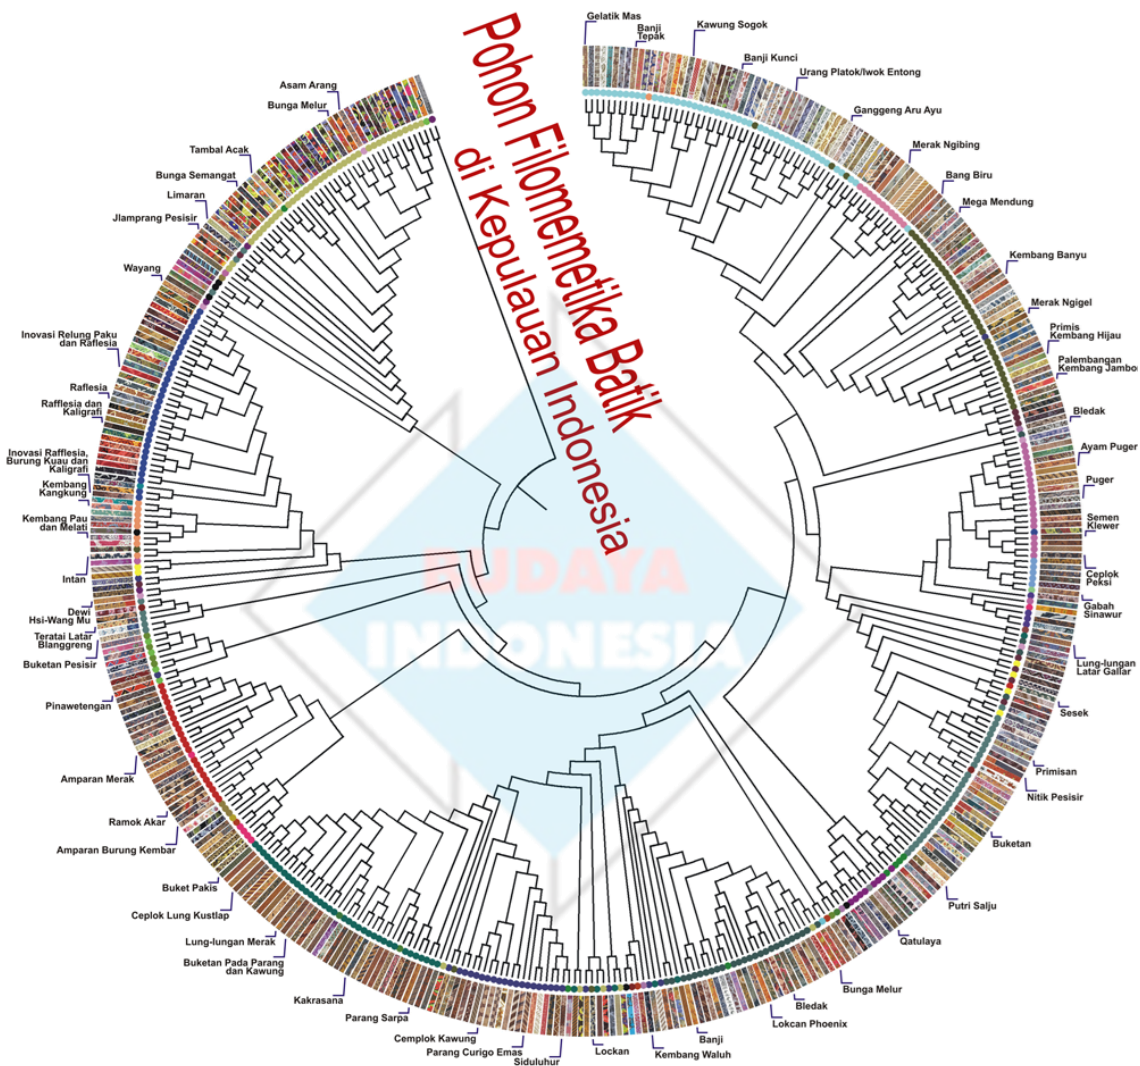 Pohon Filomemetika Batik
di Kepulauan Indonesia
BUDAYA
INDONESIA
Gelatik Mas
Banji
Tepak
Kawung Sogok
Banji Kunci
Urang Platok/Iwok Entong
Ganggeng Aru Ayu
Merak Ngibing
Bang Biru
Mega Mendung
Kembang Banyu
Merak Ngigel
Primis
Kembang Hijau
Palembangan
Kembang Jambo
Bledak
Ayam Puger
Puger
Semen
Klewer
Ceplok
Peksi
Gabah
Sinawur
Lung-lungan
Latar Gallar
Sesek
Primisan
Nitik Pesisir
Buketan
Putri Salju
Qatulaya
Bunga Melur
Bledak
Lokcan Phoenix
Banji
Kembang Waluh
Lockan
Siduluhur
Parang Curigo Emas
Cemplok Kawung
Parang Sarpa
Kakrasana
Buketan Pada Parang
dan Kawung
Lung-lungan Merak
Ceplok Lung Kustlap
Buket Pakis
Amparan Burung Kembar
Ramok Akar
Amparan Merak
Pinawetengan
Buketan Pesisir
Teratai Latar
Blanggreng
Dewi
Hsi-Wang Mu
Intan
Kembang Pau
dan Melati
Kembang
Kangkung
Inovasi Rafflesia,
Burung Kuau dan
Kaligrafi
Rafflesia dan
Kaligrafi
Raflesia
Inovasi Relung Paku
dan Raflesia
Wayang
Jlamprang Pesisir
Limaran
Bunga Semangat
Tambal Acak
Bunga Melur
Asam Arang